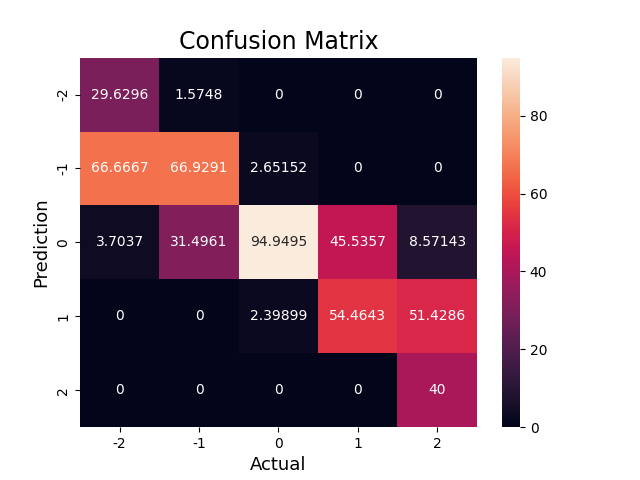 Confusion Matrix
Prediction
-2 29.6296 1.5748 0 0 0
-1 66.6667 66.9291 2.65152 0 0
0 3.7037 31.4961 94.9495 45.5357 8.57143
1 0 0 2.39899 54.4643 51.4286
2 0 0 0 0 40
-2 -1 0 1 2
Actual
80
60
40
20
0